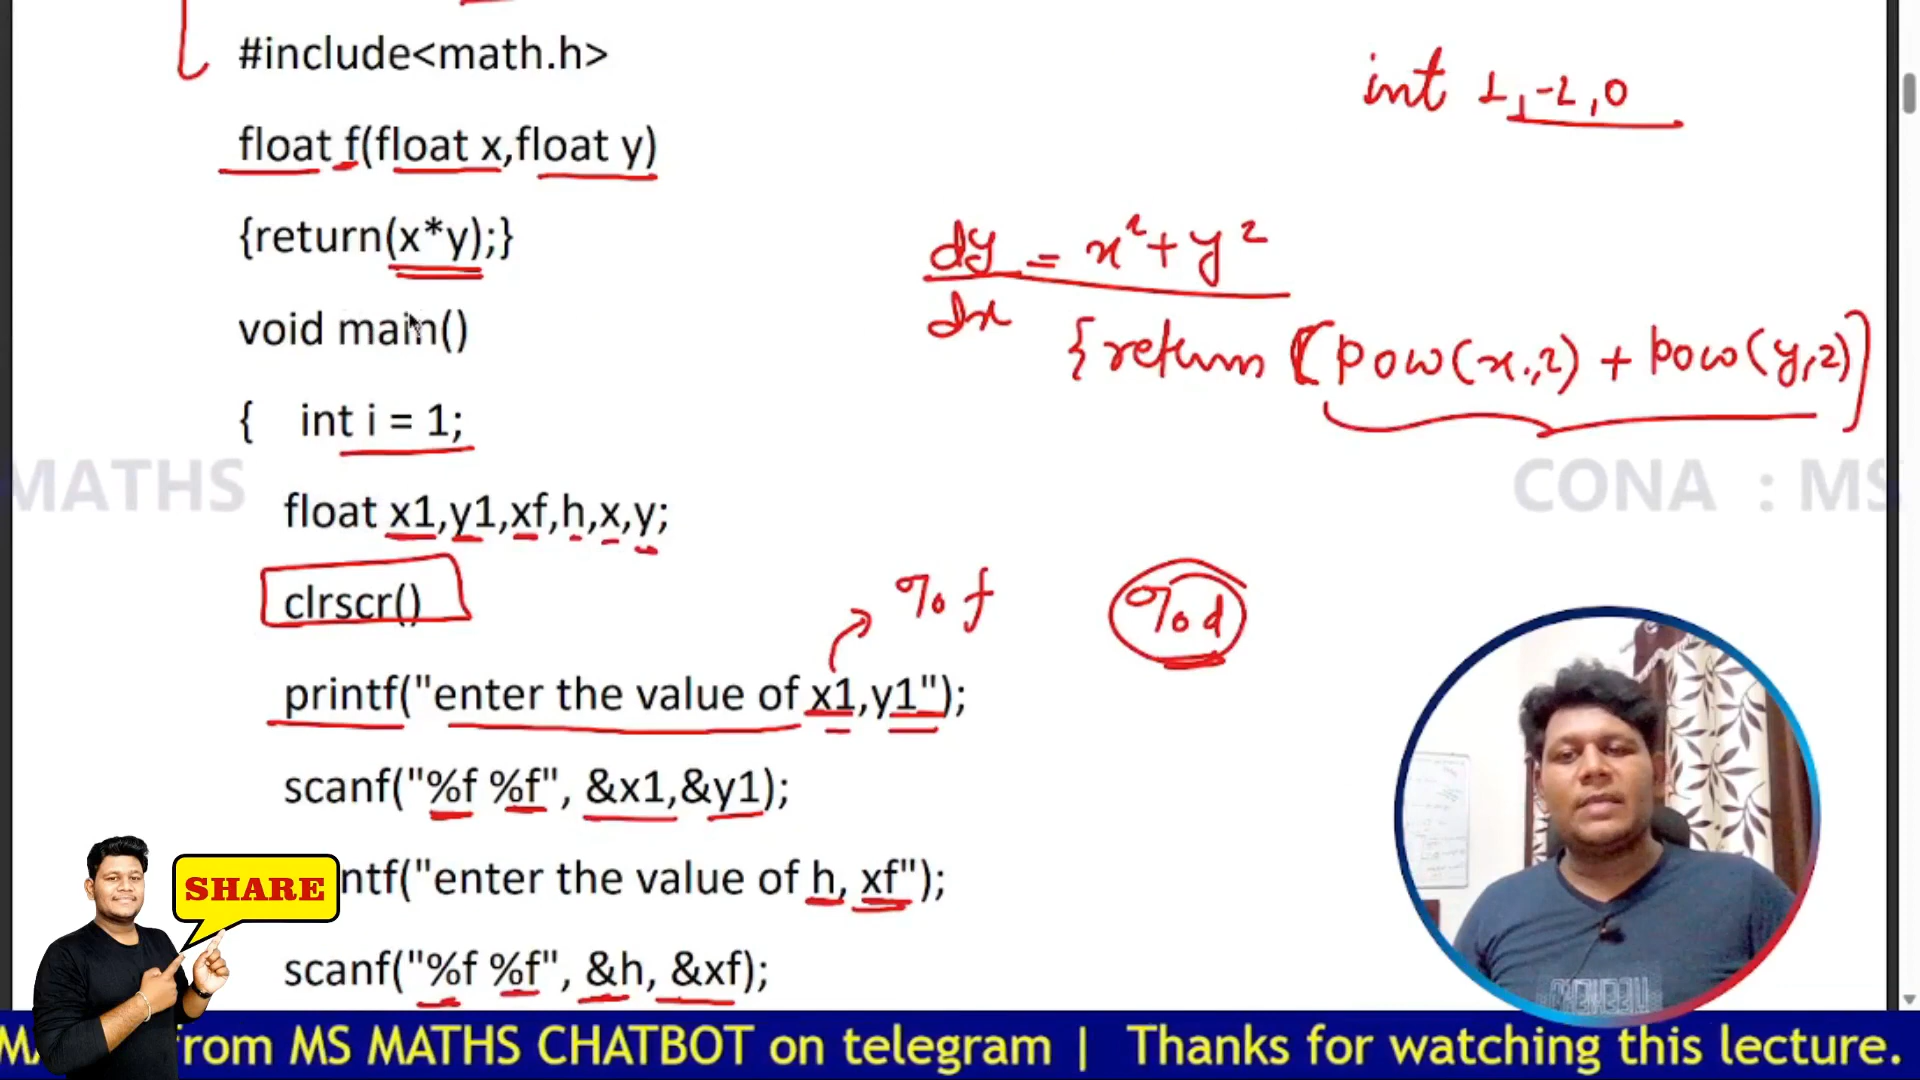 #include<math.h>
int 1,-1,0
float f(float x,float y)
{return(x*y);}
dy/dx = x²+y²
void main()
{return (pow(x,2) + pow(y,2)]
{ int i = 1;
MATHS
CONA : MS
float x1,y1,xf,h,x,y;
clrscr()
%f
%d
printf("enter the value of x1,y1");
scanf("%f %f", &x1,&y1);
SHARE
ntf("enter the value of h, xf");
scanf("%f %f", &h, &xf);
from MS MATHS CHATBOT on telegram | Thanks for watching this lecture.